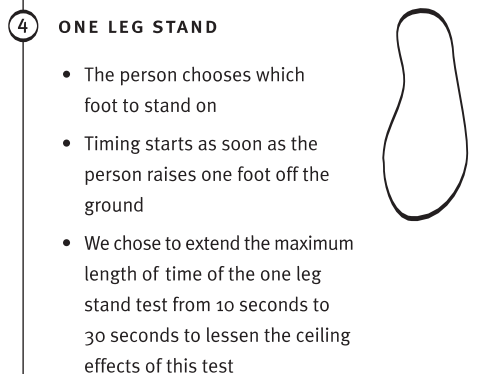 4 ONE LEG STAND
• The person chooses which
foot to stand on
• Timing starts as soon as the
person raises one foot off the
ground
• We chose to extend the maximum
length of time of the one leg
stand test from 10 seconds to
30 seconds to lessen the ceiling
effects of this test